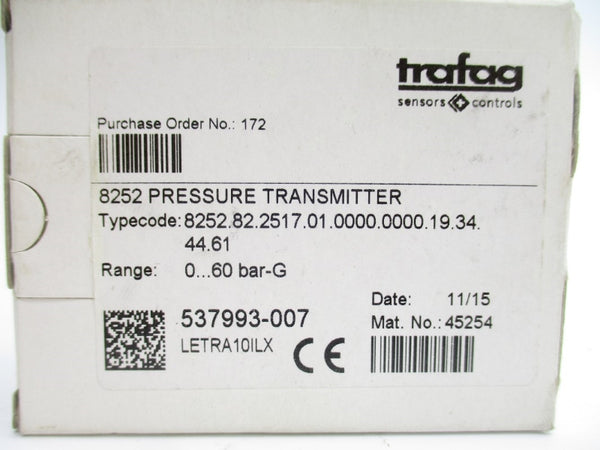 trafag
sensors controls
Purchase Order No.: 172
8252 PRESSURE TRANSMITTER
Typecode: 8252.82.2517.01.0000.0000.19.34.
44.61
Range: 0...60 bar-G
Date: 11/15
537993-007
Mat. No.: 45254
LETRA10ILX
CE